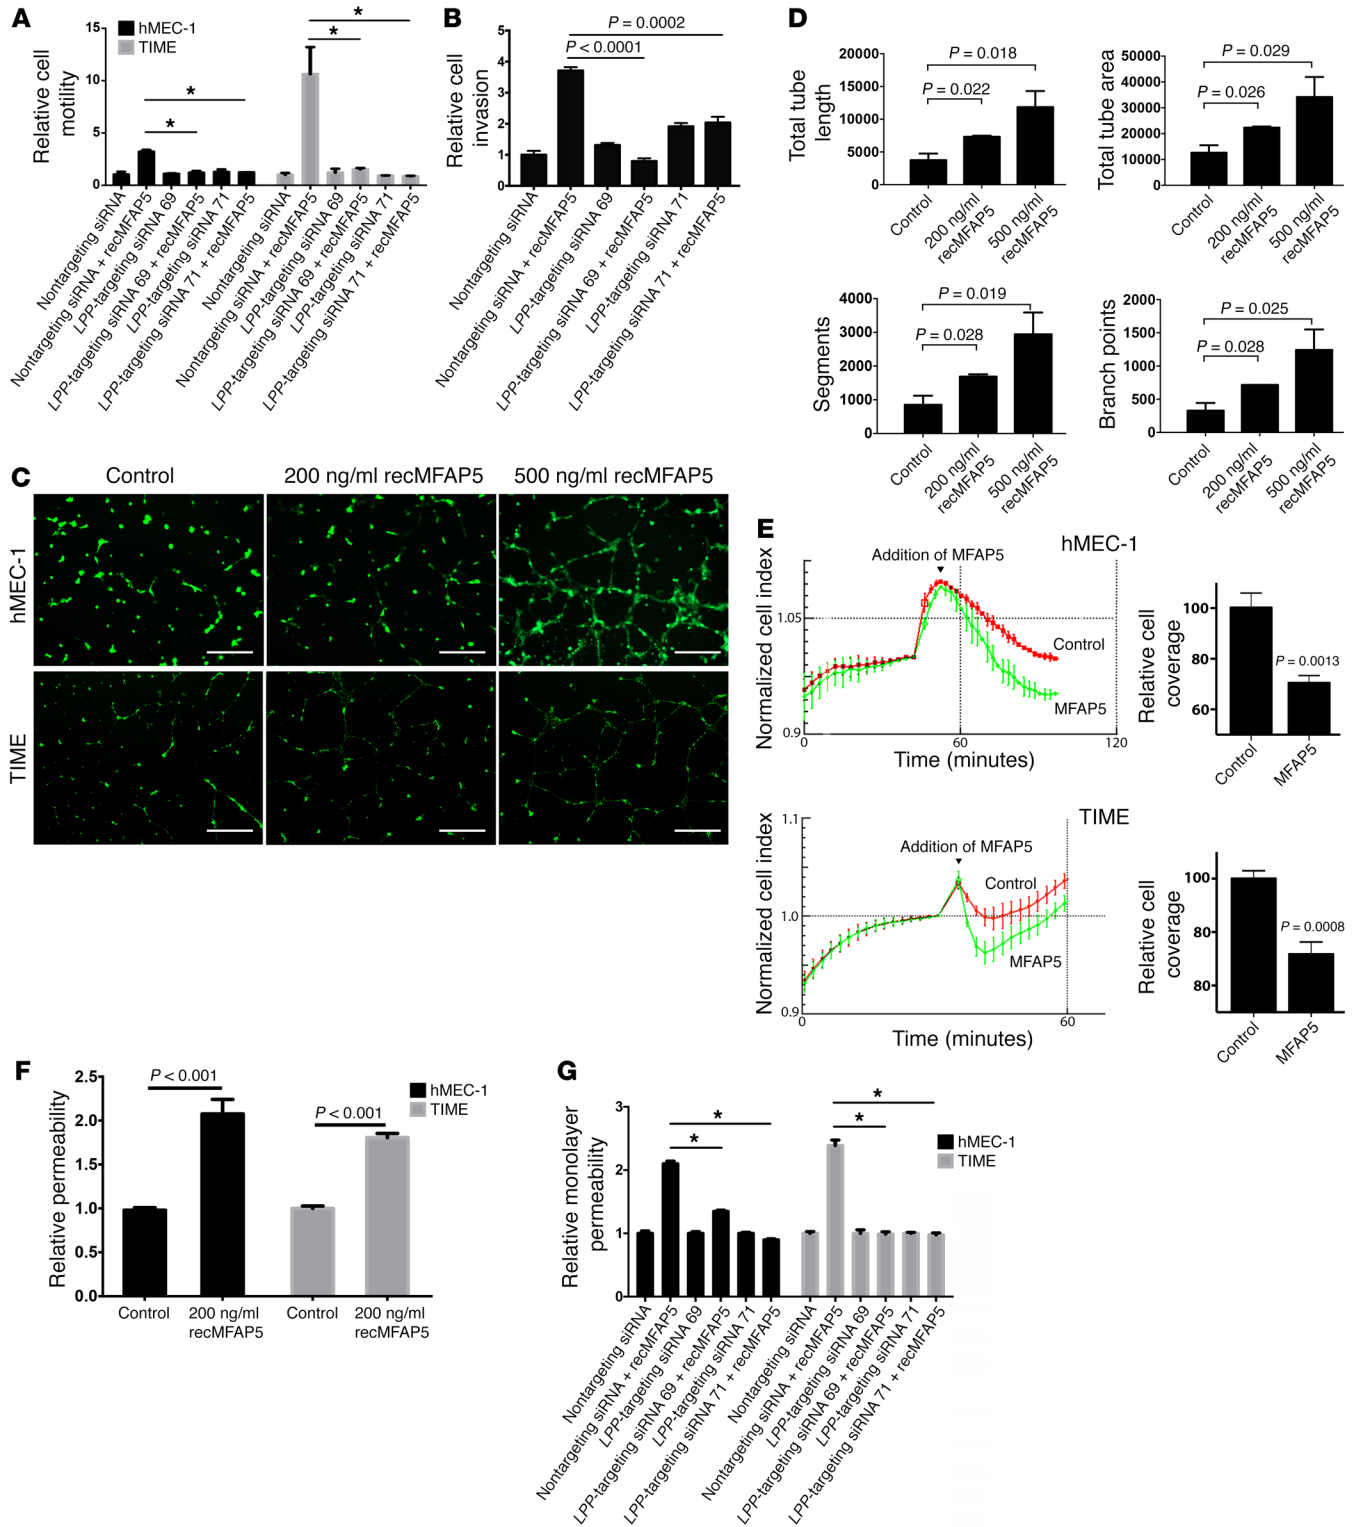 A
15
10
5
0
Relative cell
motility
hMEC-1
TIME
*
*
*
*
Nontargeting siRNA
Nontargeting siRNA + recMFAP5
LPP-targeting siRNA 69
LPP-targeting siRNA 69 + recMFAP5
LPP-targeting siRNA 71
LPP-targeting siRNA 71 + recMFAP5
Nontargeting siRNA
Nontargeting siRNA + recMFAP5
LPP-targeting siRNA 69
LPP-targeting siRNA 69 + recMFAP5
LPP-targeting siRNA 71
LPP-targeting siRNA 71 + recMFAP5
B
5
4
3
2
1
0
Relative cell
invasion
P = 0.0002
P < 0.0001
Nontargeting siRNA
Nontargeting siRNA + recMFAP5
LPP-targeting siRNA 69
LPP-targeting siRNA 69 + recMFAP5
LPP-targeting siRNA 71
LPP-targeting siRNA 71 + recMFAP5
C
Control
200 ng/ml recMFAP5
500 ng/ml recMFAP5
hMEC-1
TIME
D
20000
15000
10000
5000
0
Total tube
length
P = 0.018
P = 0.022
Control
200 ng/ml
recMFAP5
500 ng/ml
recMFAP5
50000
40000
30000
20000
10000
0
Total tube area
P = 0.029
P = 0.026
Control
200 ng/ml
recMFAP5
500 ng/ml
recMFAP5
4000
3000
2000
1000
0
Segments
P = 0.019
P = 0.028
Control
200 ng/ml
recMFAP5
500 ng/ml
recMFAP5
2000
1500
1000
500
0
Branch points
P = 0.025
P = 0.028
Control
200 ng/ml
recMFAP5
500 ng/ml
recMFAP5
E
hMEC-1
Addition of MFAP5
Normalized cell index
1.05
0.9
Control
MFAP5
0
60
120
Time (minutes)
Relative cell
coverage
100
80
60
P = 0.0013
Control
MFAP5
TIME
Addition of MFAP5
Normalized cell index
1.1
1.0
0.9
Control
MFAP5
0
60
Time (minutes)
Relative cell
coverage
100
80
80
P = 0.0008
Control
MFAP5
F
2.5
2.0
1.5
1.0
0.5
0.0
Relative permeability
P < 0.001
P < 0.001
hMEC-1
TIME
Control
200 ng/ml
recMFAP5
Control
200 ng/ml
recMFAP5
G
3
2
1
0
Relative monolayer
permeability
*
*
*
*
hMEC-1
TIME
Nontargeting siRNA
Nontargeting siRNA + recMFAP5
LPP-targeting siRNA 69
LPP-targeting siRNA 69 + recMFAP5
LPP-targeting siRNA 71
LPP-targeting siRNA 71 + recMFAP5
Nontargeting siRNA
Nontargeting siRNA + recMFAP5
LPP-targeting siRNA 69
LPP-targeting siRNA 69 + recMFAP5
LPP-targeting siRNA 71
LPP-targeting siRNA 71 + recMFAP5